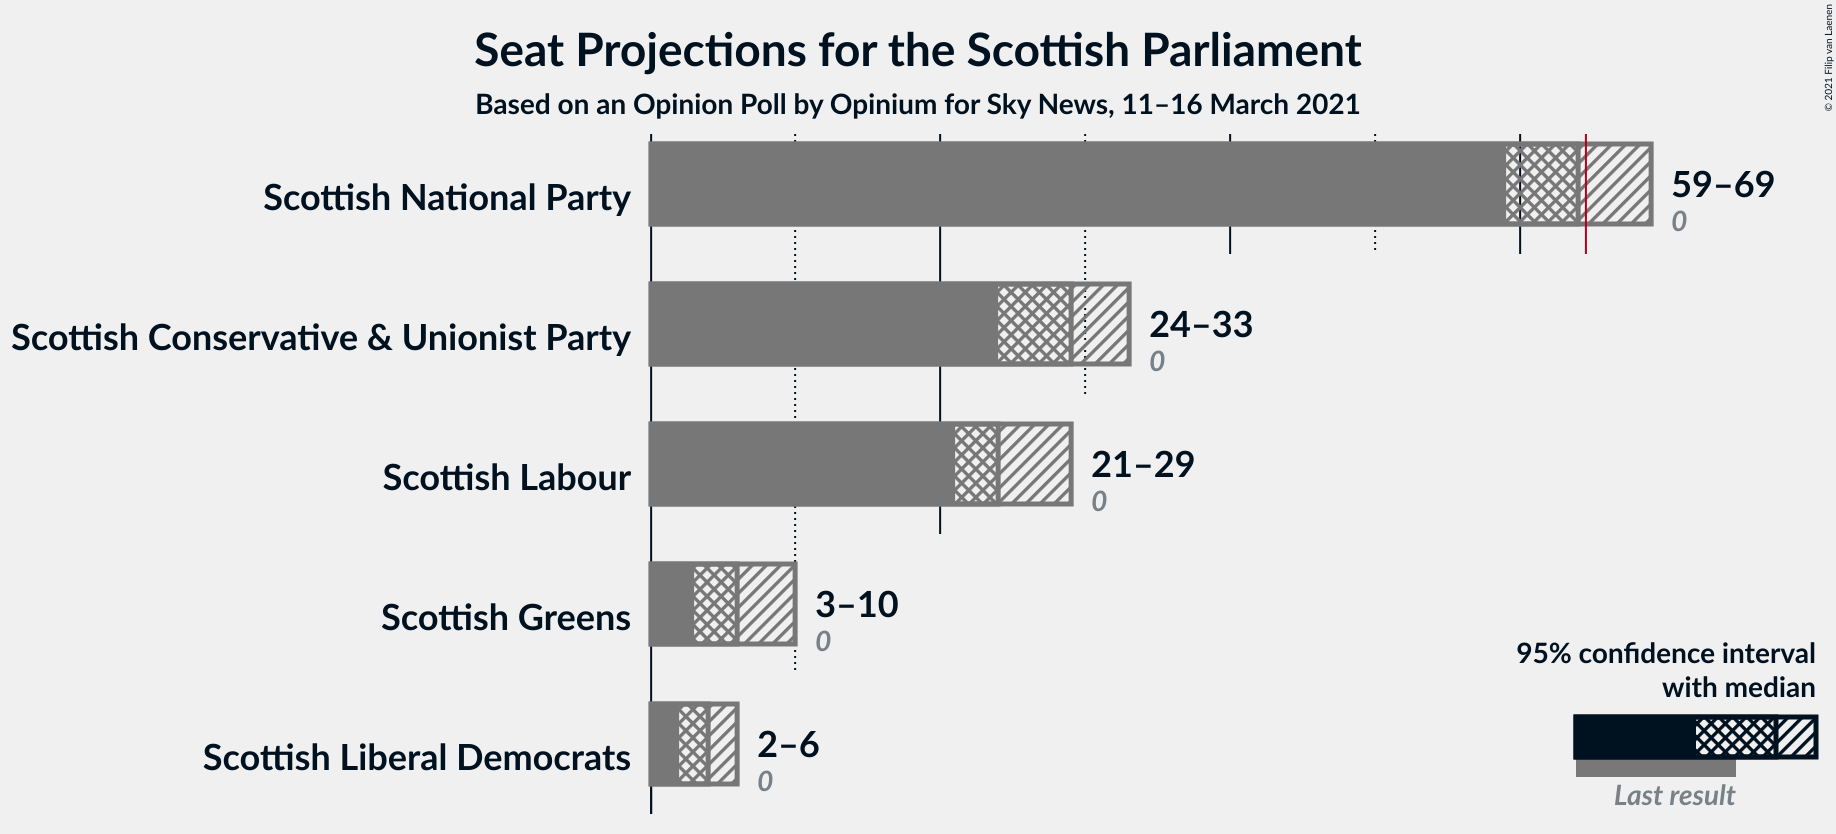 Seat Projections for the Scottish Parliament
Based on an Opinion Poll by Opinium for Sky News, 11–16 March 2021
© 2021 Filip van Laenen
Scottish National Party
59–69
0
Scottish Conservative & Unionist Party
24–33
0
Scottish Labour
21–29
0
Scottish Greens
3–10
0
Scottish Liberal Democrats
2–6
0
95% confidence interval
with median
Last result